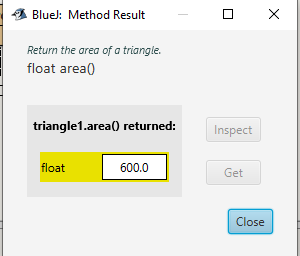 BlueJ: Method Result
Return the area of a triangle.
float area()
triangle1.area() returned:
float 600.0
Inspect
Get
Close